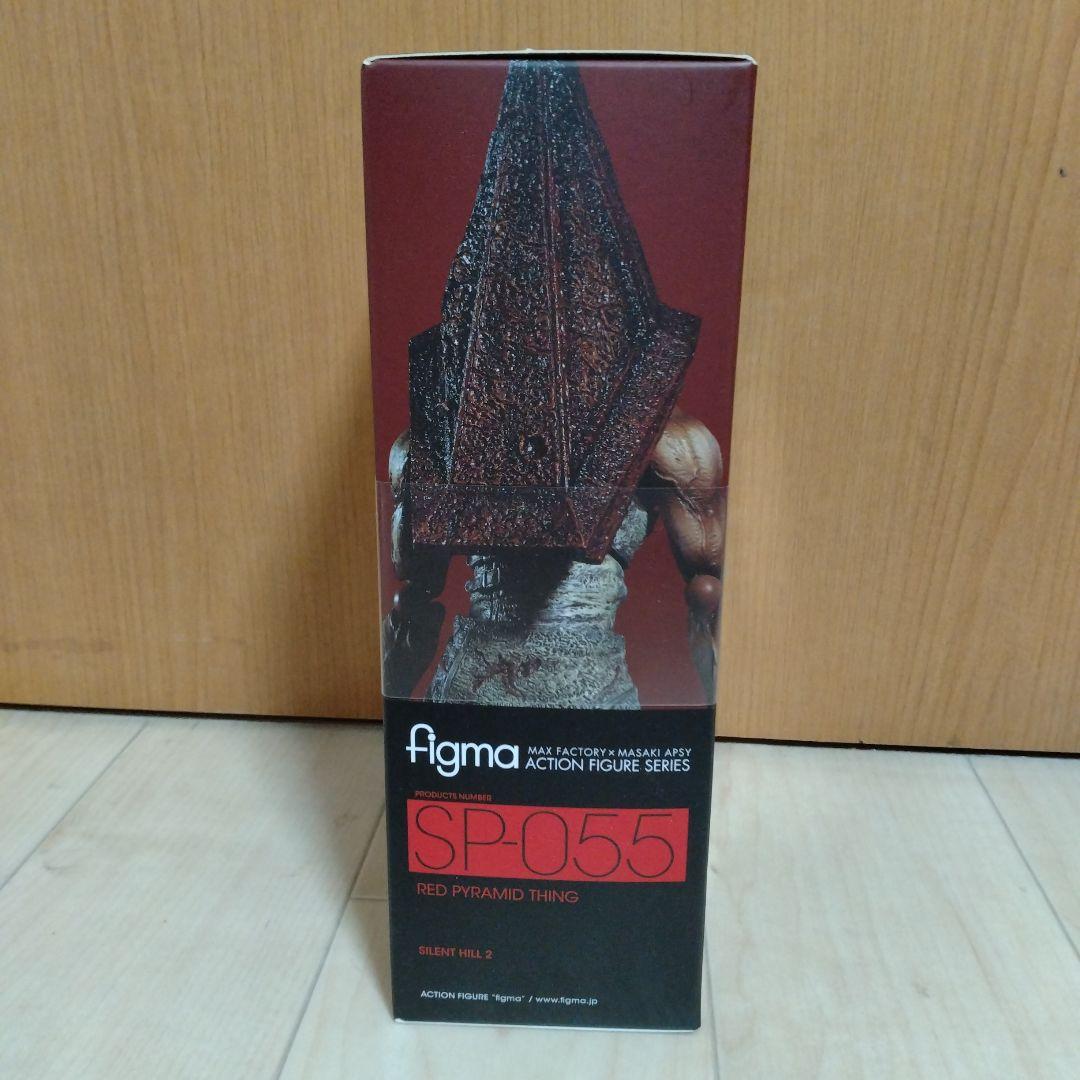 figma MAX FACTORY × MASAKI APSY
ACTION FIGURE SERIES
PRODUCTS NUMBER
SP-055
RED PYRAMID THING
SILENT HILL 2
ACTION FIGURE "figma" / www.figma.jp